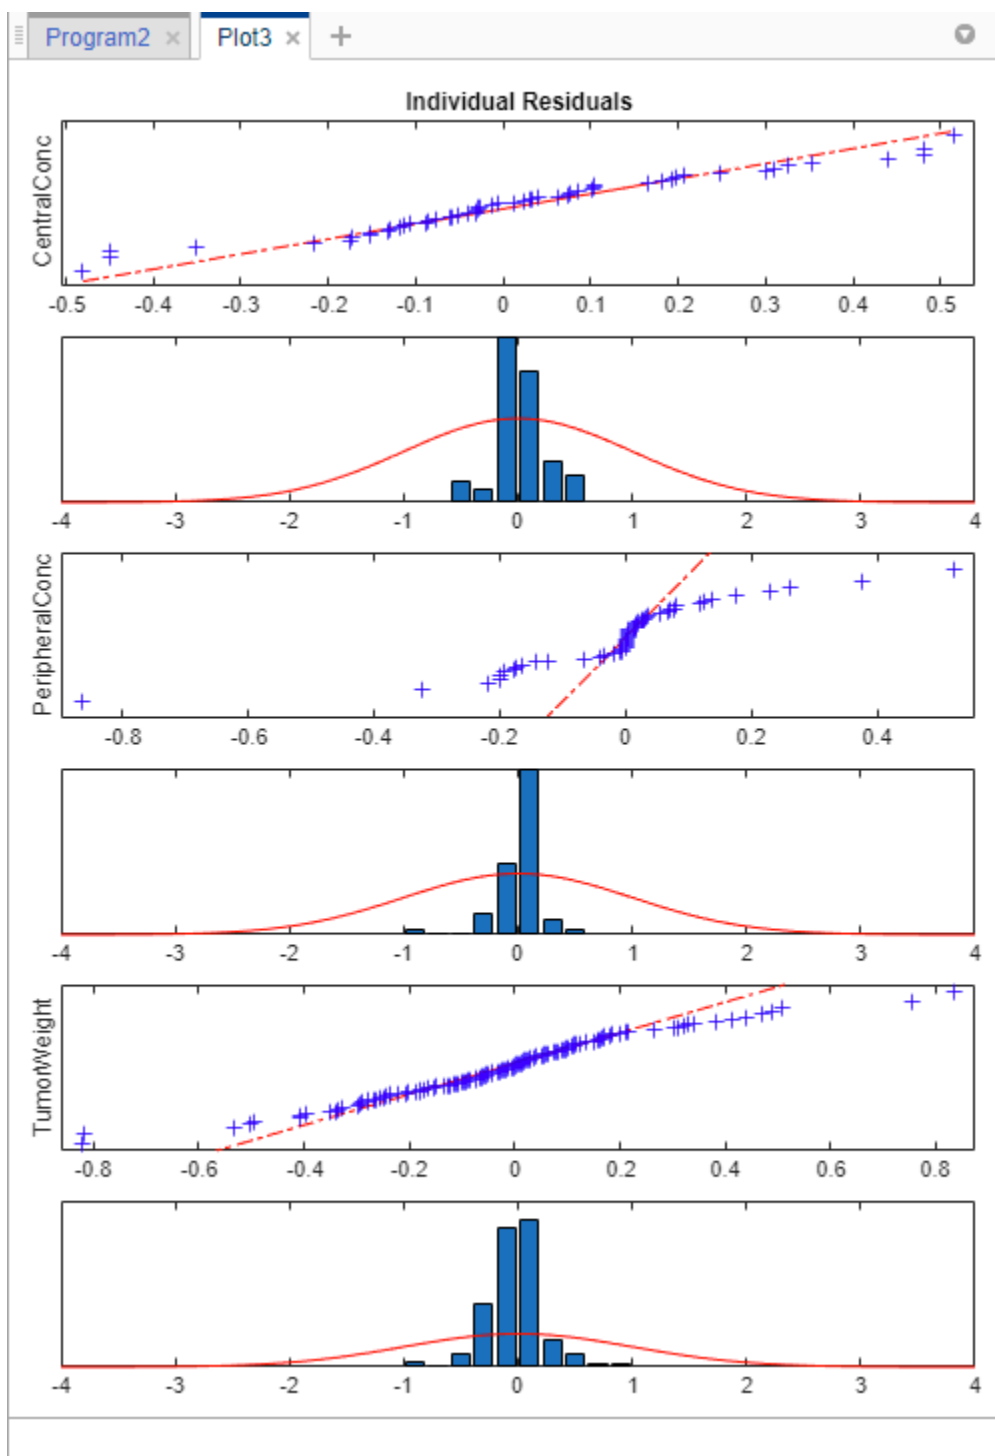 Program2 × Plot3 × +
Individual Residuals
CentralConc
-0.5 -0.4 -0.3 -0.2 -0.1 0 0.1 0.2 0.3 0.4 0.5
-4 -3 -2 -1 0 1 2 3 4
PeripheralConc
-0.8 -0.6 -0.4 -0.2 0 0.2 0.4
-4 -3 -2 -1 0 1 2 3 4
TumorWeight
-0.8 -0.6 -0.4 -0.2 0 0.2 0.4 0.6 0.8
-4 -3 -2 -1 0 1 2 3 4